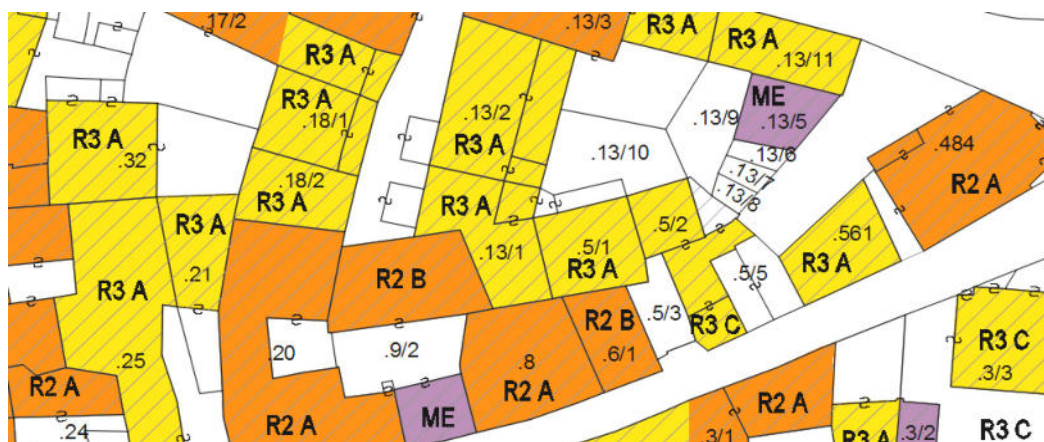 .17/2
.13/3
R3 A
R3 A
R3 A
.13/11
R3 A
.18/1
.13/2
R3 A
.13/9
ME
.13/5
.484
R2 A
R3 A
.32
.13/10
.13/6
.13/7
.13/8
.18/2
R3 A
R3 A
.5/2
R3 A
.21
.13/1
.5/1
R3 A
.561
R3 A
R3 A
R2 B
.5/5
.5/3
R3 C
R2 B
.6/1
.25
.20
.9/2
.8
R2 A
R3 C
.3/3
R2 A
R2 A
ME
R2 A
.24
.3/1
R3 A
.3/2
R3 C